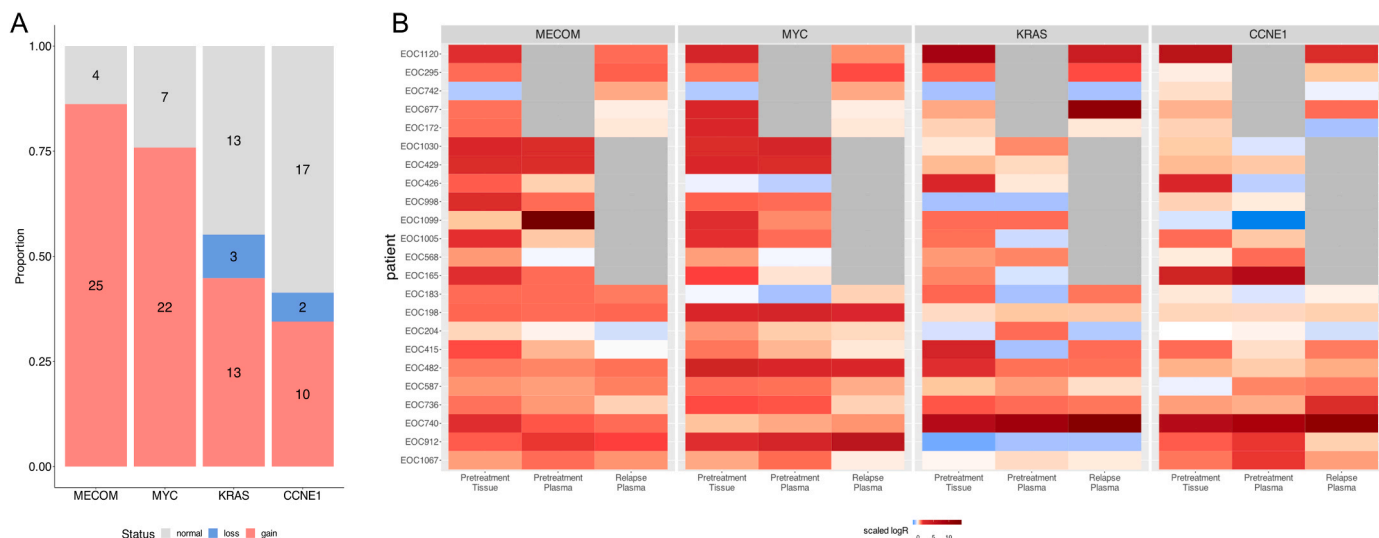 A
1.00
0.75
0.50
0.25
0.00
Proportion
4
7
13
17
3
2
25
22
13
10
MECOM MYC KRAS CCNE1
Status normal loss gain
B
MECOM MYC KRAS CCNE1
patient
EOC1120
EOC295
EOC742
EOC677
EOC172
EOC1030
EOC429
EOC426
EOC998
EOC1099
EOC1005
EOC568
EOC165
EOC183
EOC198
EOC204
EOC415
EOC482
EOC587
EOC736
EOC740
EOC912
EOC1067
Pretreatment Pretreatment Relapse Pretreatment Pretreatment Relapse Pretreatment Pretreatment Relapse Pretreatment Pretreatment Relapse
Tissue Plasma Plasma Tissue Plasma Plasma Tissue Plasma Plasma Tissue Plasma Plasma
scaled logR
0 5 10